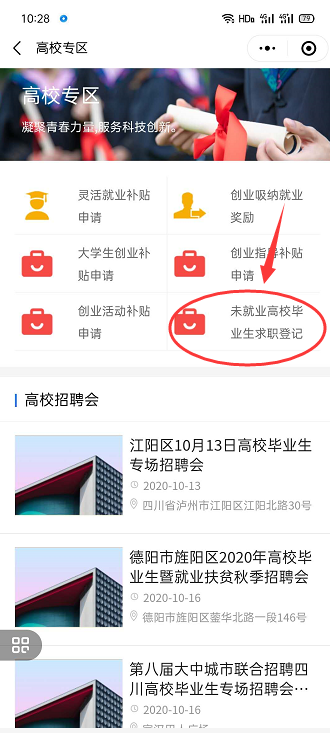 10:28
HD 4G 4G 79
高校专区
高校专区
凝聚青春力量,服务科技创新。
灵活就业补贴
申请
创业吸纳就业
奖励
大学生创业补
贴申请
创业指导补贴
申请
创业活动补贴
申请
未就业高校毕
业生求职登记
高校招聘会
江阳区10月13日高校毕业生
专场招聘会
2020-10-13
四川省泸州市江阳区江阳北路30号
德阳市旌阳区2020年高校毕
业生暨就业扶贫秋季招聘会
2020-10-16
德阳市旌阳区蓥华北路一段146号
第八届大中城市联合招聘四
川高校毕业生专场招聘会…
2020-10-16